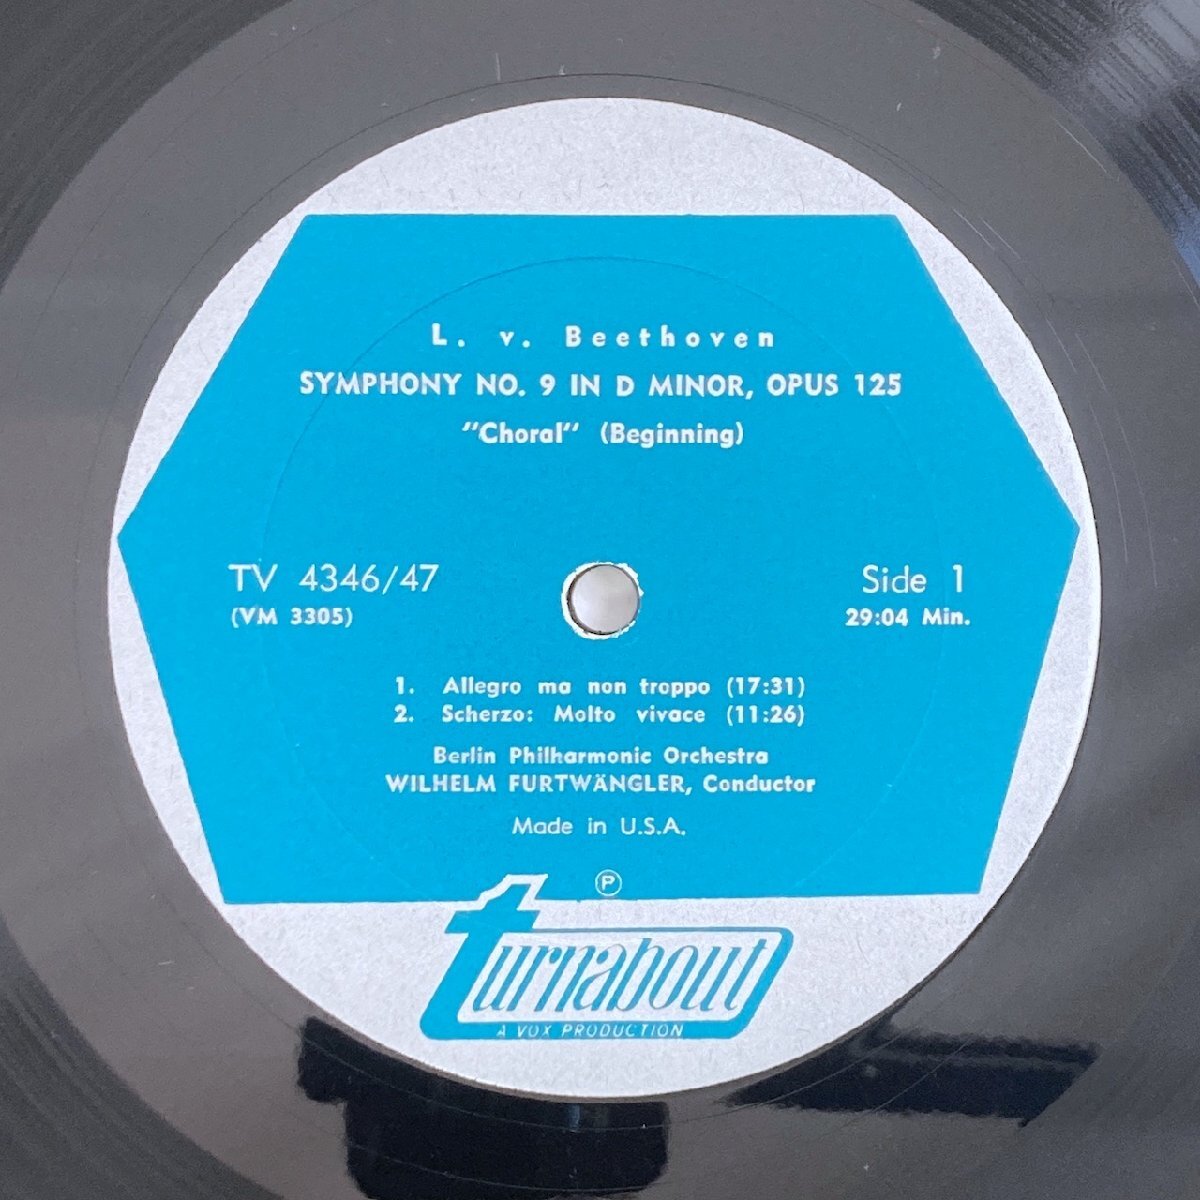 L. v. Beethoven
SYMPHONY NO. 9 IN D MINOR, OPUS 125
"Choral" (Beginning)
TV 4346/47
(VM 3305)
Side 1
29:04 Min.
1. Allegro ma non troppo (17:31)
2. Scherzo: Molto vivace (11:26)
Berlin Philharmonic Orchestra
WILHELM FURTWÄNGLER, Conductor
Made in U.S.A.
Ⓟ
turnabout
A VOX PRODUCTION